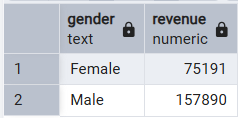 gender revenue
text numeric
1 Female 75191
2 Male 157890